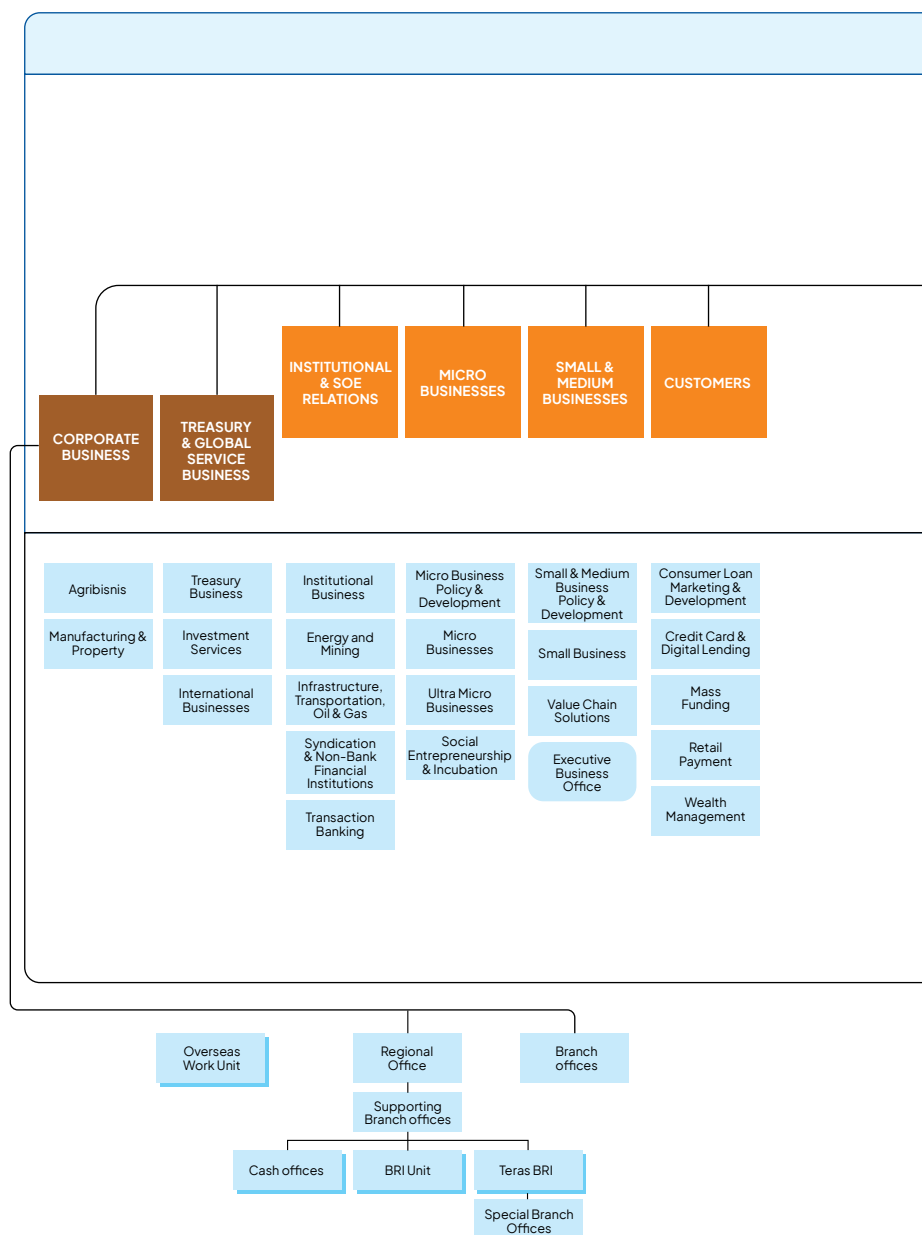 INSTITUTIONAL
& SOE
RELATIONS
MICRO
BUSINESSES
SMALL &
MEDIUM
BUSINESSES
CUSTOMERS
CORPORATE
BUSINESS
TREASURY
& GLOBAL
SERVICE
BUSINESS
Agribisnis
Manufacturing &
Property
Treasury
Business
Investment
Services
International
Businesses
Institutional
Business
Energy and
Mining
Infrastructure,
Transportation,
Oil & Gas
Syndication
& Non-Bank
Financial
Institutions
Transaction
Banking
Micro Business
Policy &
Development
Micro
Businesses
Ultra Micro
Businesses
Social
Entrepreneurship
& Incubation
Small & Medium
Business
Policy &
Development
Small Business
Value Chain
Solutions
Executive
Business
Office
Consumer Loan
Marketing &
Development
Credit Card &
Digital Lending
Mass
Funding
Retail
Payment
Wealth
Management
Overseas
Work Unit
Regional
Office
Branch
offices
Supporting
Branch offices
Cash offices
BRI Unit
Teras BRI
Special Branch
Offices